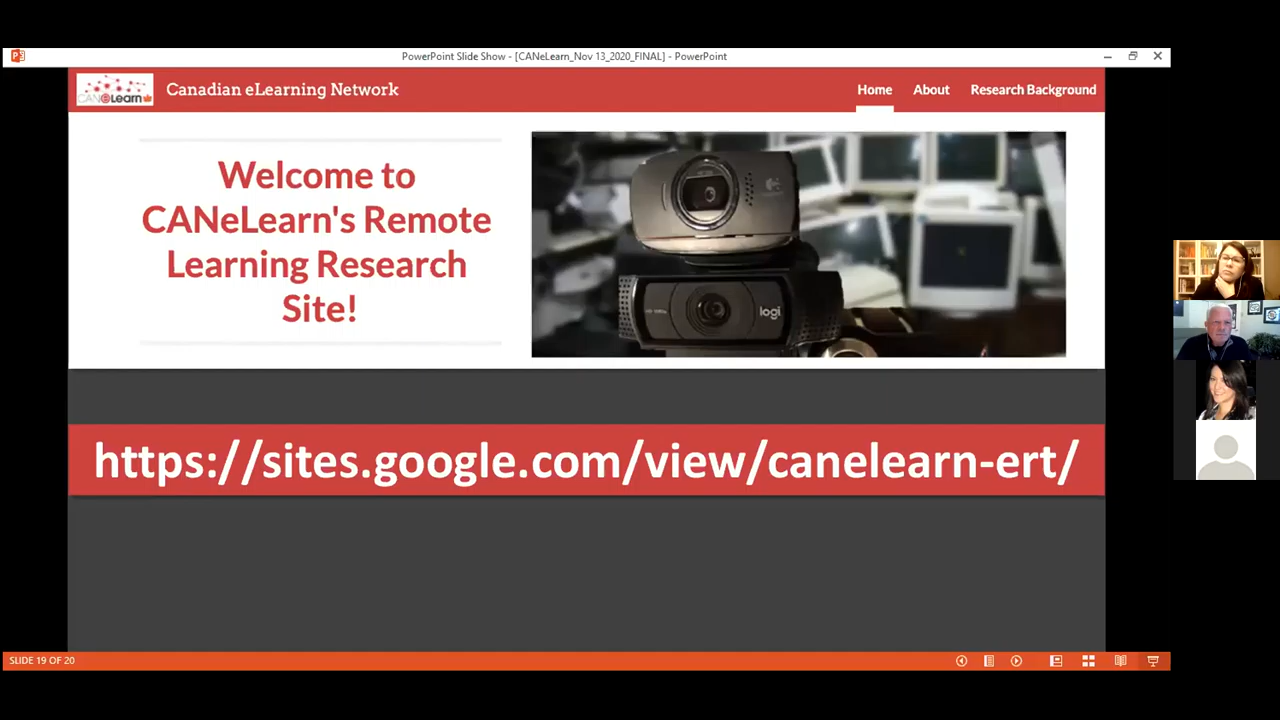 PowerPoint Slide Show - [CANeLearn_Nov 13_2020_FINAL] - PowerPoint
CANeLearn
Canadian eLearning Network
Home
About
Research Background
Welcome to
CANeLearn's Remote
Learning Research
Site!
logi
https://sites.google.com/view/canelearn-ert/
SLIDE 19 OF 20